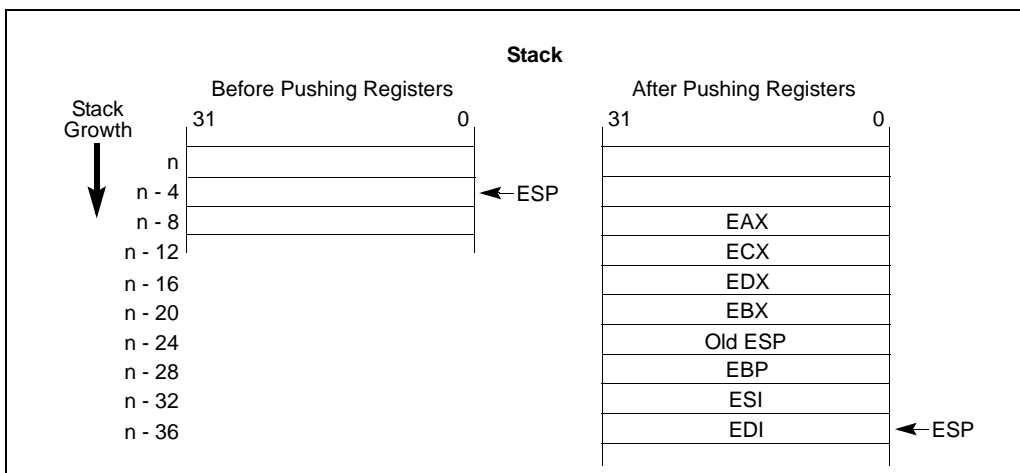 Stack
Before Pushing Registers After Pushing Registers
Stack
Growth
31 0 31 0
n
n - 4 ESP
n - 8 EAX
n - 12 ECX
n - 16 EDX
n - 20 EBX
n - 24 Old ESP
n - 28 EBP
n - 32 ESI
n - 36 EDI ESP